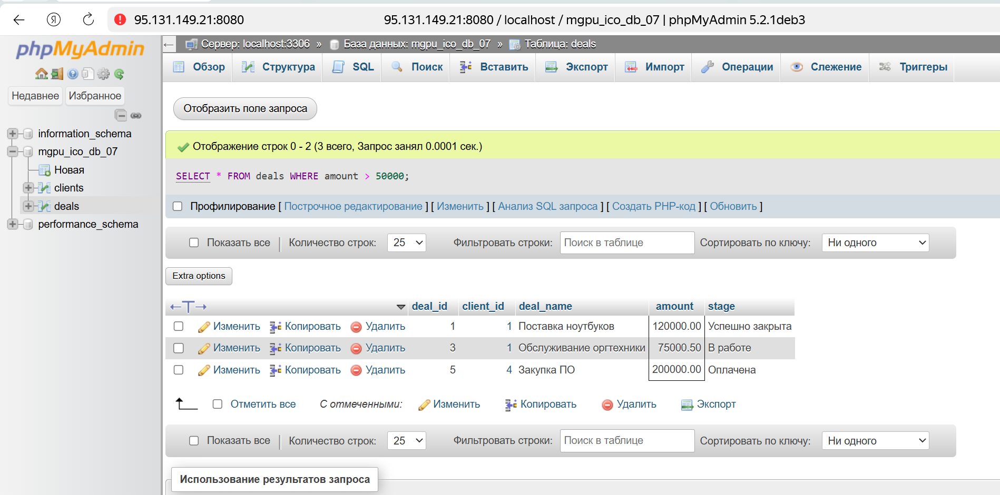 95.131.149.21:8080
95.131.149.21:8080 / localhost / mgpu_ico_db_07 | phpMyAdmin 5.2.1deb3
phpMyAdmin
Недавнее Избранное
information_schema
mgpu_ico_db_07
Новая
clients
deals
performance_schema
Сервер: localhost:3306 » База данных: mgpu_ico_db_07 » Таблица: deals
Обзор Структура SQL Поиск Вставить Экспорт Импорт Операции Слежение Триггеры
Отобразить поле запроса
Отображение строк 0 - 2 (3 всего, Запрос занял 0.0001 сек.)
SELECT * FROM deals WHERE amount > 50000;
Профилирование [ Построчное редактирование ] [ Изменить ] [ Анализ SQL запроса ] [ Создать PHP-код ] [ Обновить ]
Показать все Количество строк: 25 Фильтровать строки: Поиск в таблице Сортировать по ключу: Ни одного
Extra options
←T→ deal_id client_id deal_name amount stage
Изменить Копировать Удалить 1 1 Поставка ноутбуков 120000.00 Успешно закрыта
Изменить Копировать Удалить 3 1 Обслуживание оргтехники 75000.50 В работе
Изменить Копировать Удалить 5 4 Закупка ПО 200000.00 Оплачена
Отметить все С отмеченными: Изменить Копировать Удалить Экспорт
Показать все Количество строк: 25 Фильтровать строки: Поиск в таблице Сортировать по ключу: Ни одного
Использование результатов запроса